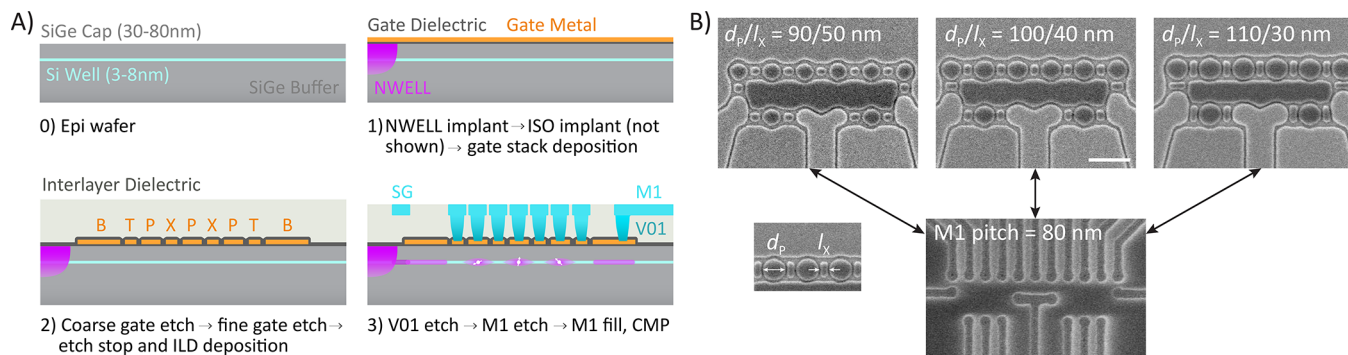 A)
SiGe Cap (30-80nm)
Si Well (3-8nm)
SiGe Buffer
0) Epi wafer
Gate Dielectric Gate Metal
NWELL
1) NWELL implant → ISO implant (not
shown) → gate stack deposition
Interlayer Dielectric
B T P X P X P T B
2) Coarse gate etch → fine gate etch→
etch stop and ILD deposition
SG M1
V01
3) V01 etch → M1 etch → M1 fill, CMP
B)
dP/lX = 90/50 nm
dP/lX = 100/40 nm
dP/lX = 110/30 nm
dP lX
M1 pitch = 80 nm